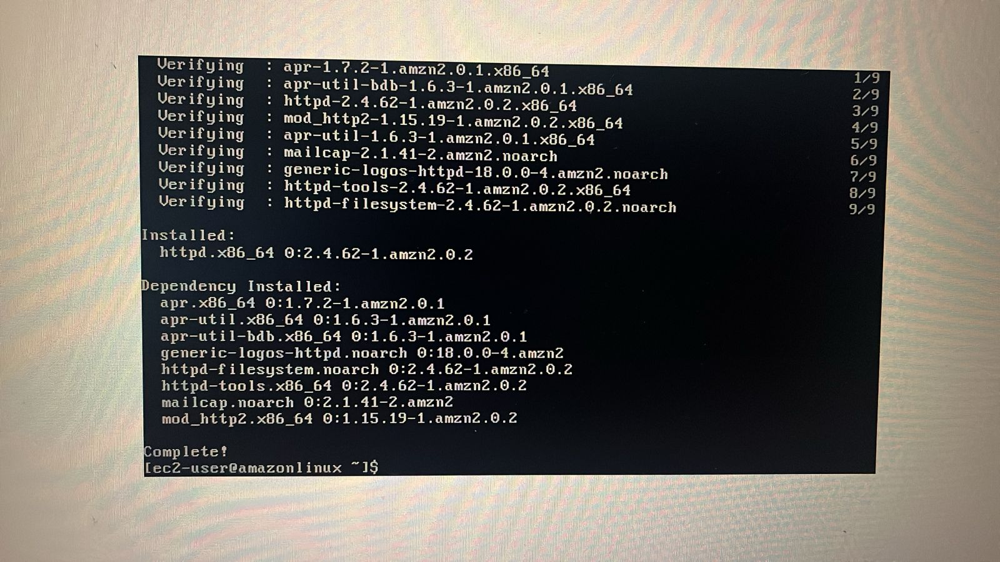 Verifying : apr-1.7.2-1.amzn2.0.1.x86_64 1/9
Verifying : apr-util-bdb-1.6.3-1.amzn2.0.1.x86_64 2/9
Verifying : httpd-2.4.62-1.amzn2.0.2.x86_64 3/9
Verifying : mod_http2-1.15.19-1.amzn2.0.2.x86_64 4/9
Verifying : apr-util-1.6.3-1.amzn2.0.1.x86_64 5/9
Verifying : mailcap-2.1.41-2.amzn2.noarch 6/9
Verifying : generic-logos-httpd-18.0.0-4.amzn2.noarch 7/9
Verifying : httpd-tools-2.4.62-1.amzn2.0.2.x86_64 8/9
Verifying : httpd-filesystem-2.4.62-1.amzn2.0.2.noarch 9/9
Installed:
httpd.x86_64 0:2.4.62-1.amzn2.0.2
Dependency Installed:
apr.x86_64 0:1.7.2-1.amzn2.0.1
apr-util.x86_64 0:1.6.3-1.amzn2.0.1
apr-util-bdb.x86_64 0:1.6.3-1.amzn2.0.1
generic-logos-httpd.noarch 0:18.0.0-4.amzn2
httpd-filesystem.noarch 0:2.4.62-1.amzn2.0.2
httpd-tools.x86_64 0:2.4.62-1.amzn2.0.2
mailcap.noarch 0:2.1.41-2.amzn2
mod_http2.x86_64 0:1.15.19-1.amzn2.0.2
Complete!
[ec2-user@amazonlinux ~]$